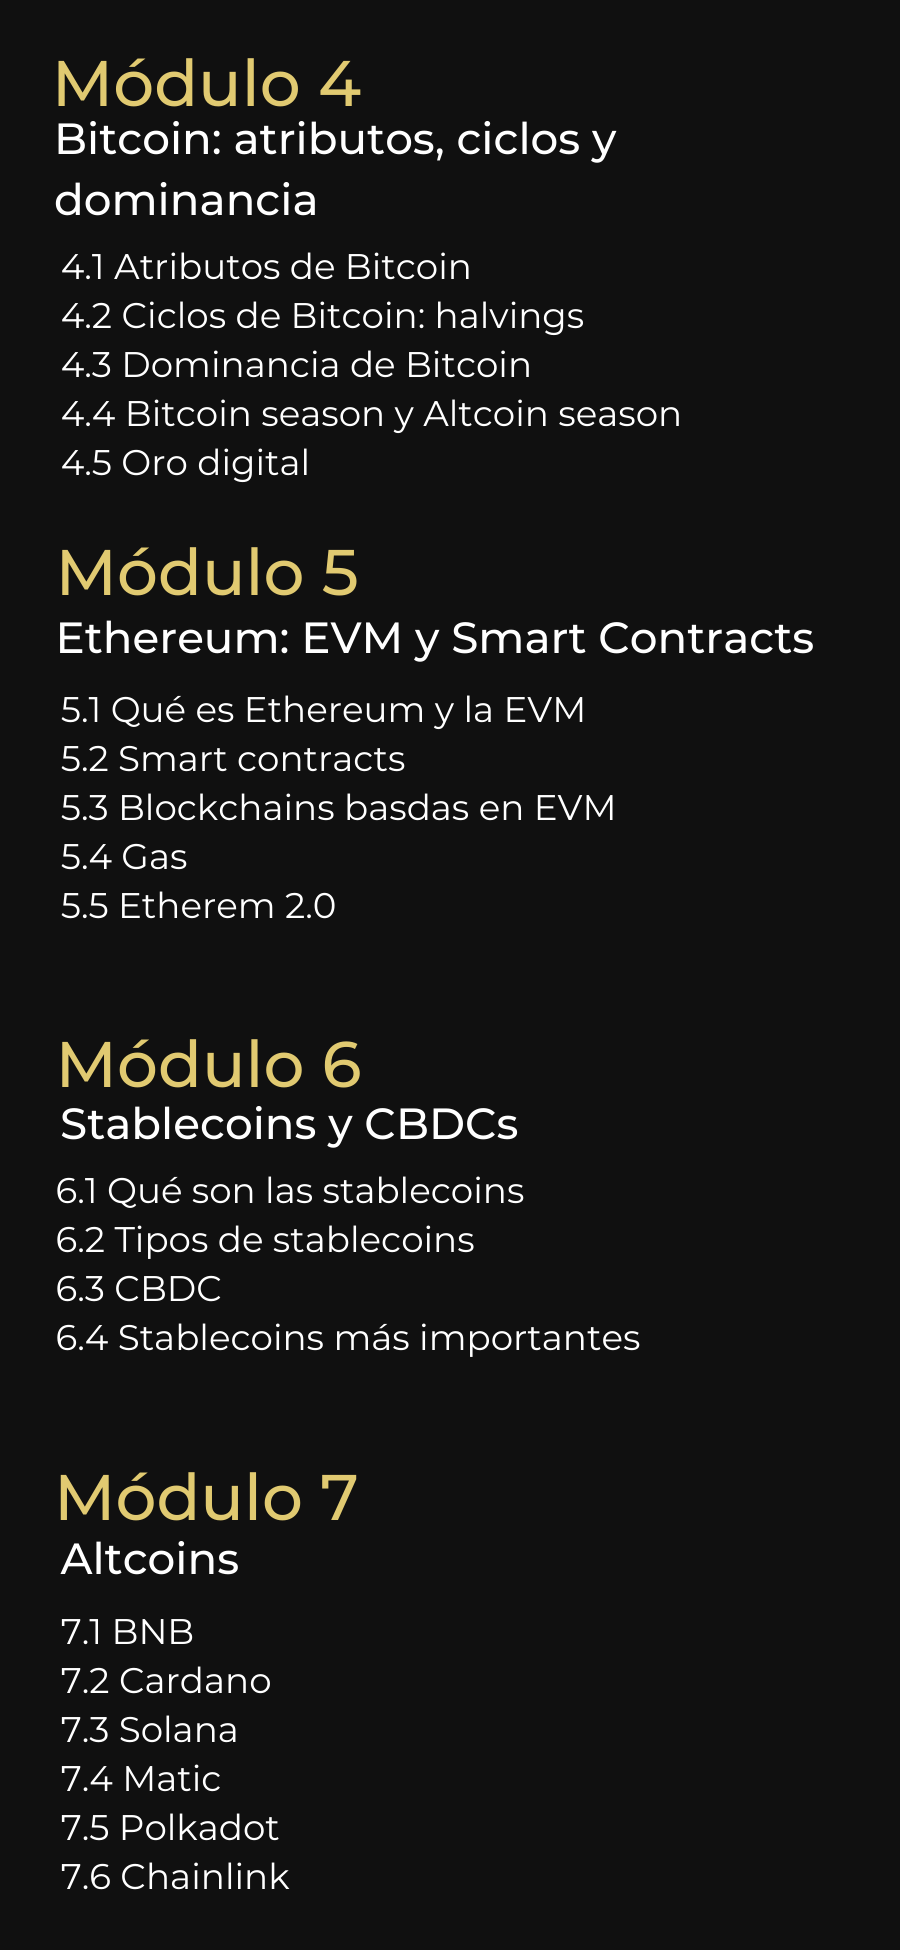 Módulo 4
Bitcoin: atributos, ciclos y
dominancia
4.1 Atributos de Bitcoin
4.2 Ciclos de Bitcoin: halvings
4.3 Dominancia de Bitcoin
4.4 Bitcoin season y Altcoin season
4.5 Oro digital
Módulo 5
Ethereum: EVM y Smart Contracts
5.1 Qué es Ethereum y la EVM
5.2 Smart contracts
5.3 Blockchains basdas en EVM
5.4 Gas
5.5 Etherem 2.0
Módulo 6
Stablecoins y CBDCs
6.1 Qué son las stablecoins
6.2 Tipos de stablecoins
6.3 CBDC
6.4 Stablecoins más importantes
Módulo 7
Altcoins
7.1 BNB
7.2 Cardano
7.3 Solana
7.4 Matic
7.5 Polkadot
7.6 Chainlink